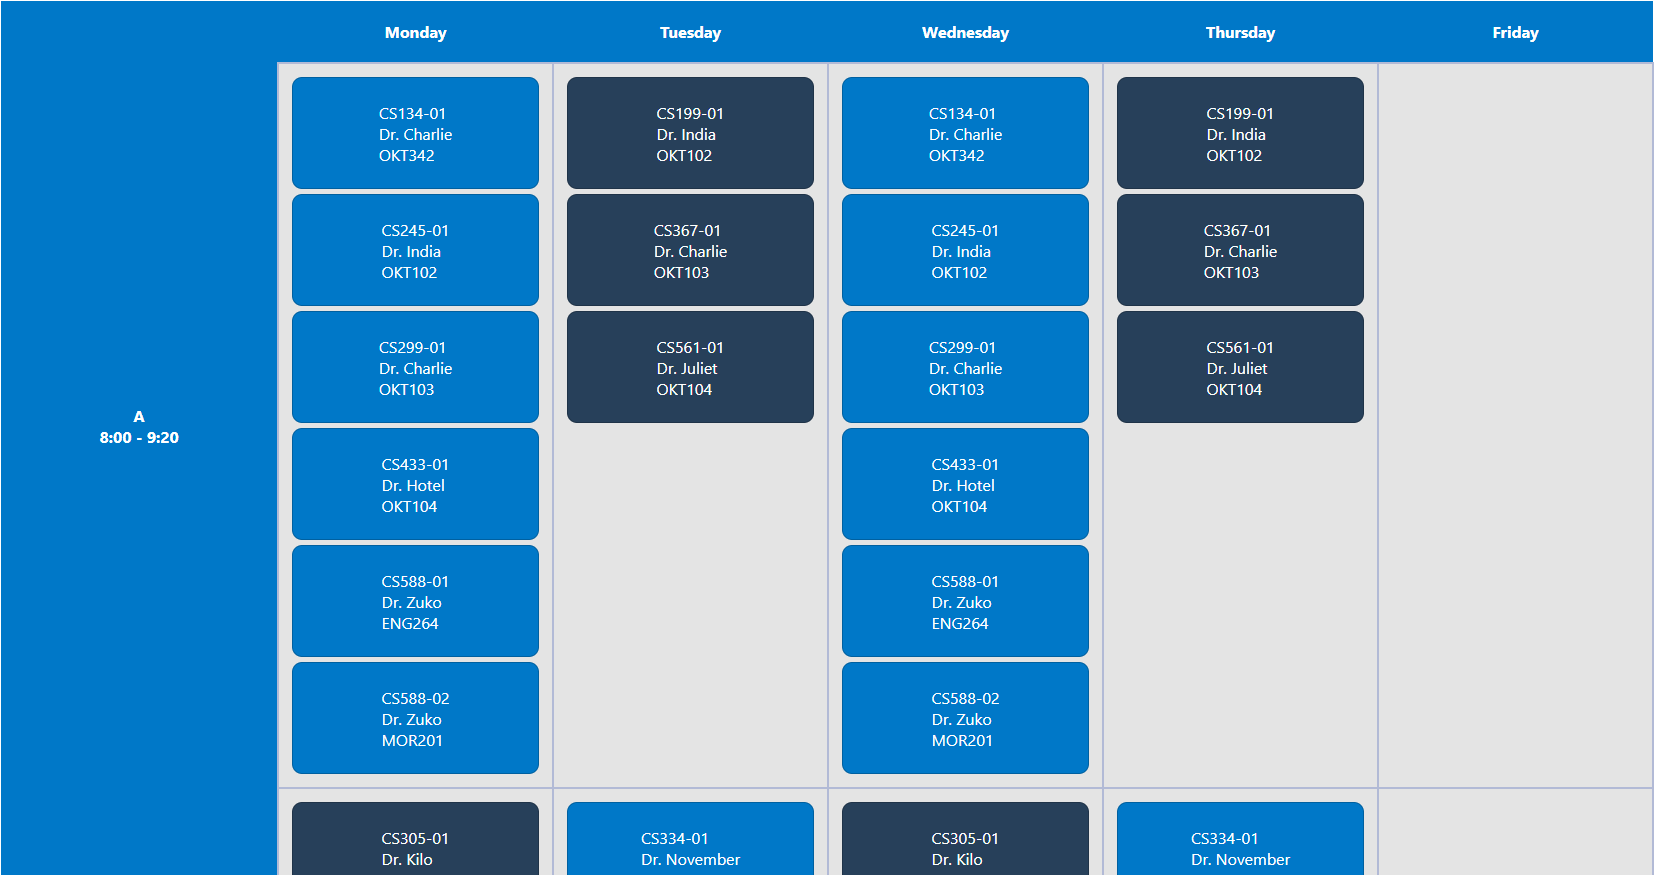 Monday Tuesday Wednesday Thursday Friday
A
8:00 - 9:20
CS134-01
Dr. Charlie
OKT342
CS245-01
Dr. India
OKT102
CS299-01
Dr. Charlie
OKT103
CS433-01
Dr. Hotel
OKT104
CS588-01
Dr. Zuko
ENG264
CS588-02
Dr. Zuko
MOR201
CS199-01
Dr. India
OKT102
CS367-01
Dr. Charlie
OKT103
CS561-01
Dr. Juliet
OKT104
CS134-01
Dr. Charlie
OKT342
CS245-01
Dr. India
OKT102
CS299-01
Dr. Charlie
OKT103
CS433-01
Dr. Hotel
OKT104
CS588-01
Dr. Zuko
ENG264
CS588-02
Dr. Zuko
MOR201
CS199-01
Dr. India
OKT102
CS367-01
Dr. Charlie
OKT103
CS561-01
Dr. Juliet
OKT104
CS305-01
Dr. Kilo
CS334-01
Dr. November
CS305-01
Dr. Kilo
CS334-01
Dr. November